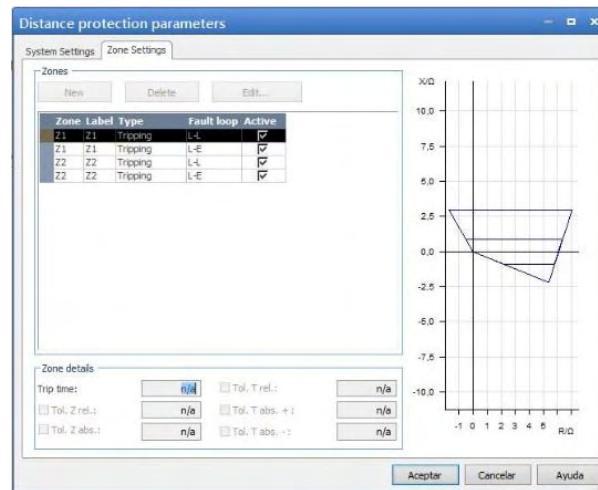 Distance protection parameters
System Settings Zone Settings
Zones
New Delete Edit...
Zone Label Type Fault loop Active
Z1 Z1 Tripping L-L
Z1 Z1 Tripping L-E
Z2 Z2 Tripping L-L
Z2 Z2 Tripping L-E
Zone details
Trip time: n/a Tol. T rel.: n/a
Tol. Z rel.: n/a Tol. T abs. +: n/a
Tol. Z abs.: n/a Tol. T abs. -: n/a
X/Ω
10,0
7,5
5,0
2,5
0,0
-2,5
-5,0
-7,5
-10,0
-1 0 1 2 3 4 5
R/Ω
Aceptar Cancelar Ayuda